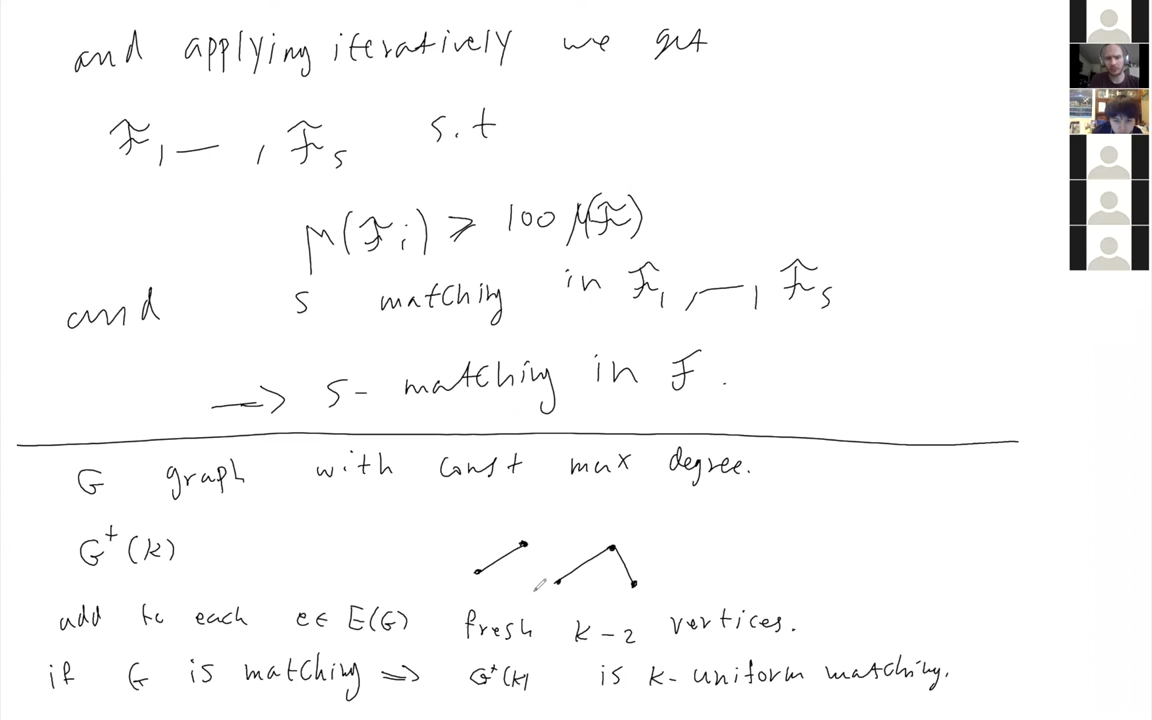 and applying iteratively we get
F̃₁, — , F̃ₛ s.t
μ(F̃ᵢ) ≥ 100 μ(F̃)
and s matching in F̃₁, —, F̃ₛ
⟹ s- matching in F.
G graph with const max degree.
G⁺(k)
add to each e∈ E(G) fresh k-2 vertices.
if G is matching ⟹ G⁺(k) is k-uniform matching.